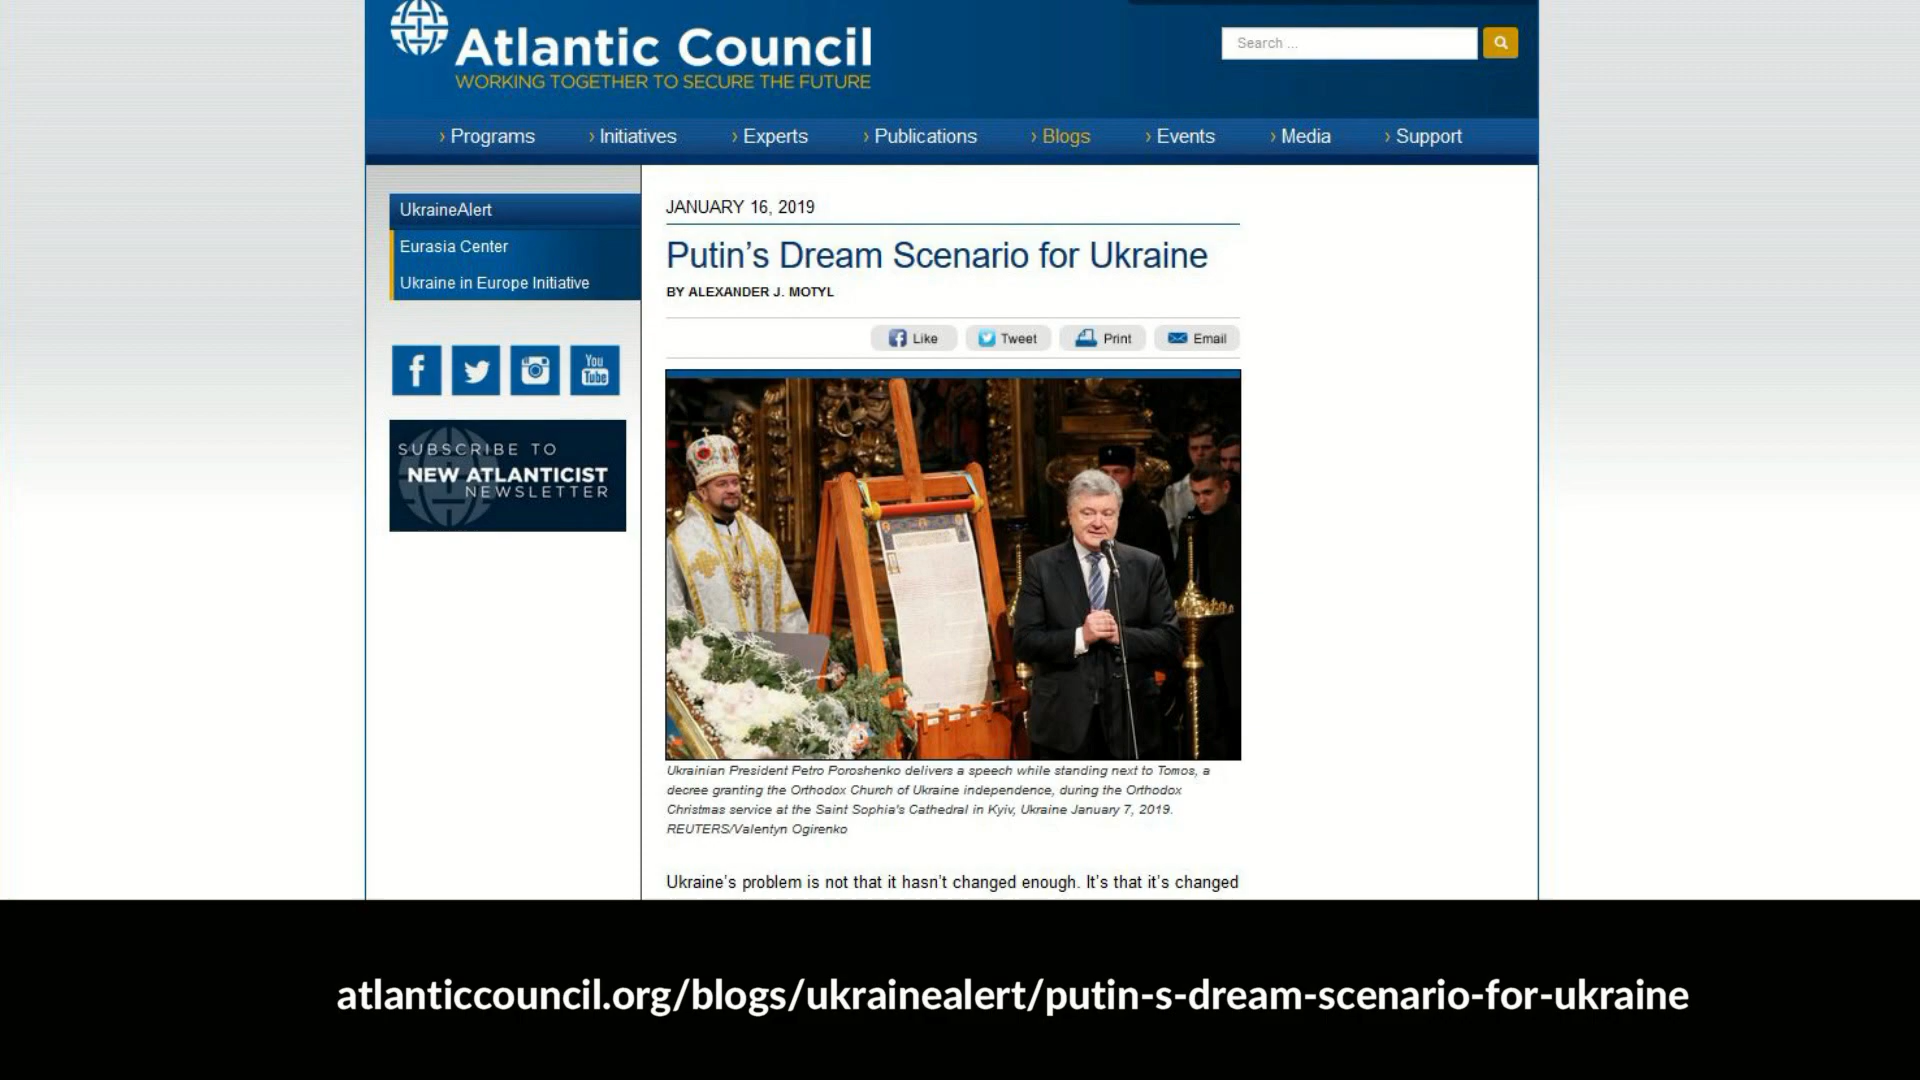 Atlantic Council
WORKING TOGETHER TO SECURE THE FUTURE
Search ...
› Programs
› Initiatives
› Experts
› Publications
› Blogs
› Events
› Media
› Support
UkraineAlert
Eurasia Center
Ukraine in Europe Initiative
You
Tube
SUBSCRIBE TO
NEW ATLANTICIST
NEWSLETTER
JANUARY 16, 2019
Putin’s Dream Scenario for Ukraine
BY ALEXANDER J. MOTYL
Like
Tweet
Print
Email
Ukrainian President Petro Poroshenko delivers a speech while standing next to Tomos, a
decree granting the Orthodox Church of Ukraine independence, during the Orthodox
Christmas service at the Saint Sophia's Cathedral in Kyiv, Ukraine January 7, 2019.
REUTERS/Valentyn Ogirenko
Ukraine’s problem is not that it hasn’t changed enough. It’s that it’s changed
atlanticcouncil.org/blogs/ukrainealert/putin-s-dream-scenario-for-ukraine